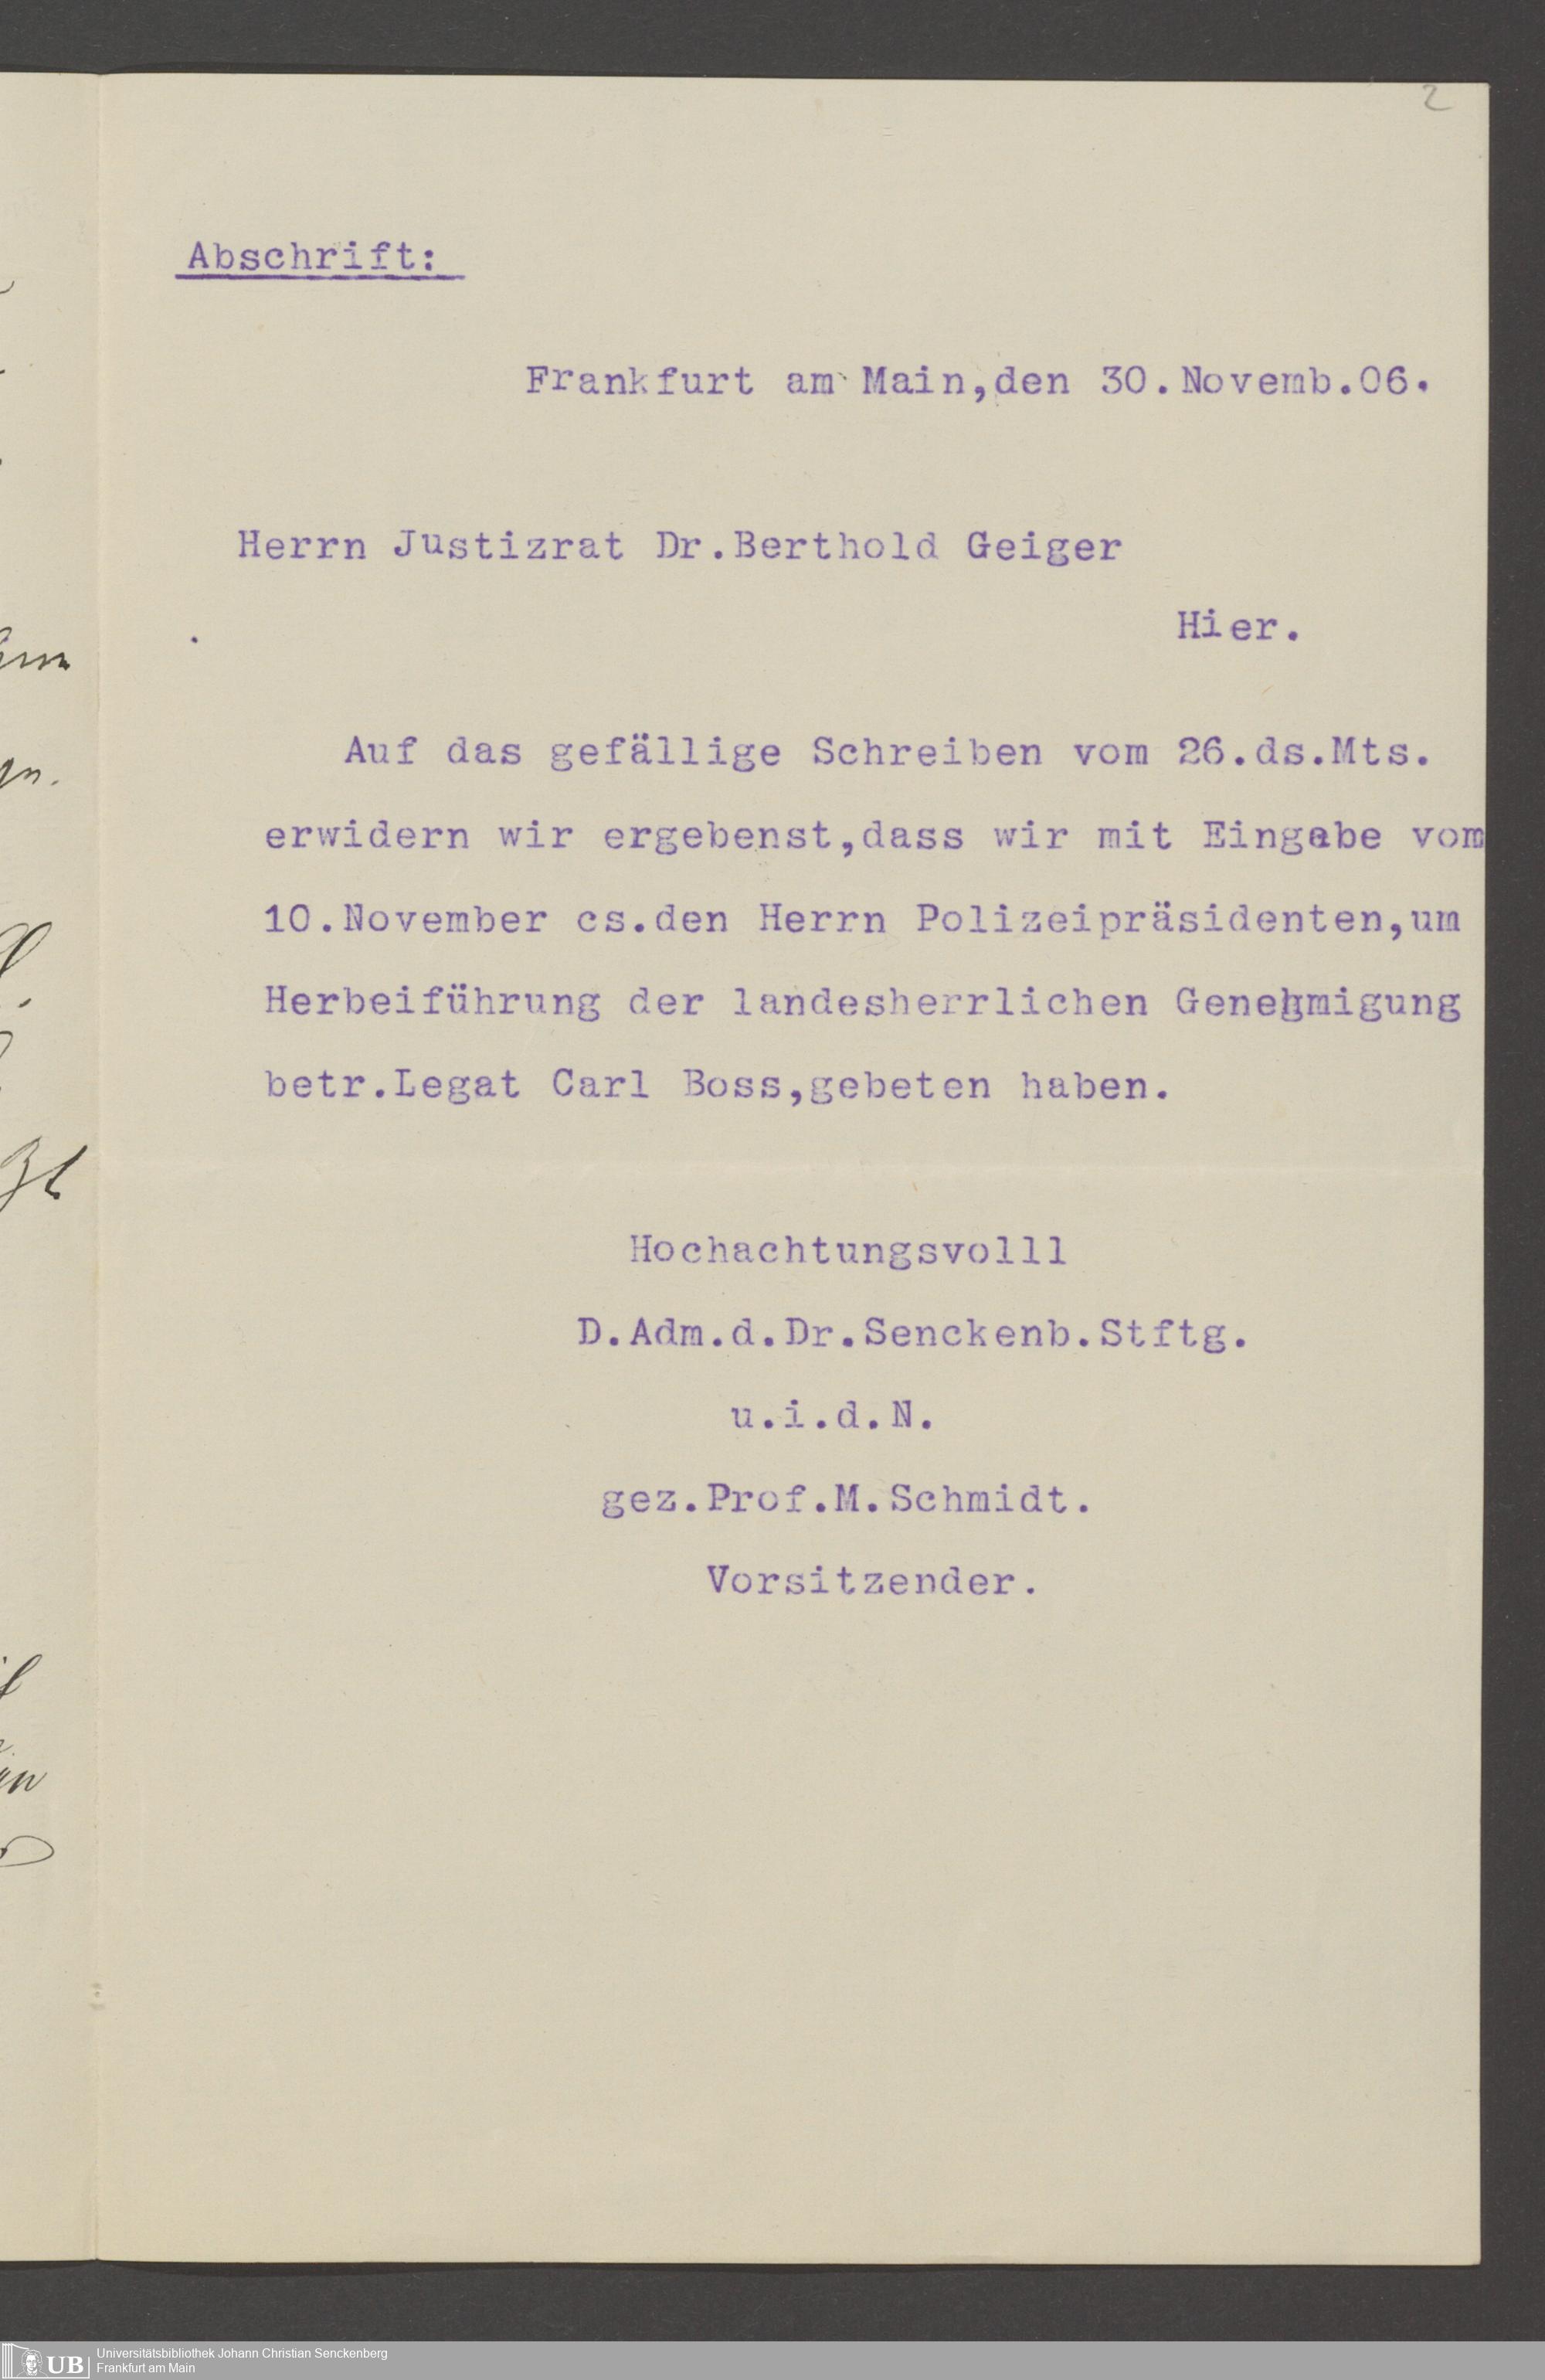 2
Abschrift:
Frankfurt am Main,den 30.Novemb.06.
Herrn Justizrat Dr.Berthold Geiger
Hier.
Auf das gefällige Schreiben vom 26.ds.Mts.
erwidern wir ergebenst,dass wir mit Eingabe vom
10.November cs.den Herrn Polizeipräsidenten,um
Herbeiführung der landesherrlichen Genehmigung
betr.Legat Carl Boss,gebeten haben.
Hochachtungsvolll
D.Adm.d.Dr.Senckenb.Stftg.
u.i.d.N.
gez.Prof.M.Schmidt.
Vorsitzender.
UB
Universitätsbibliothek Johann Christian Senckenberg
Frankfurt am Main